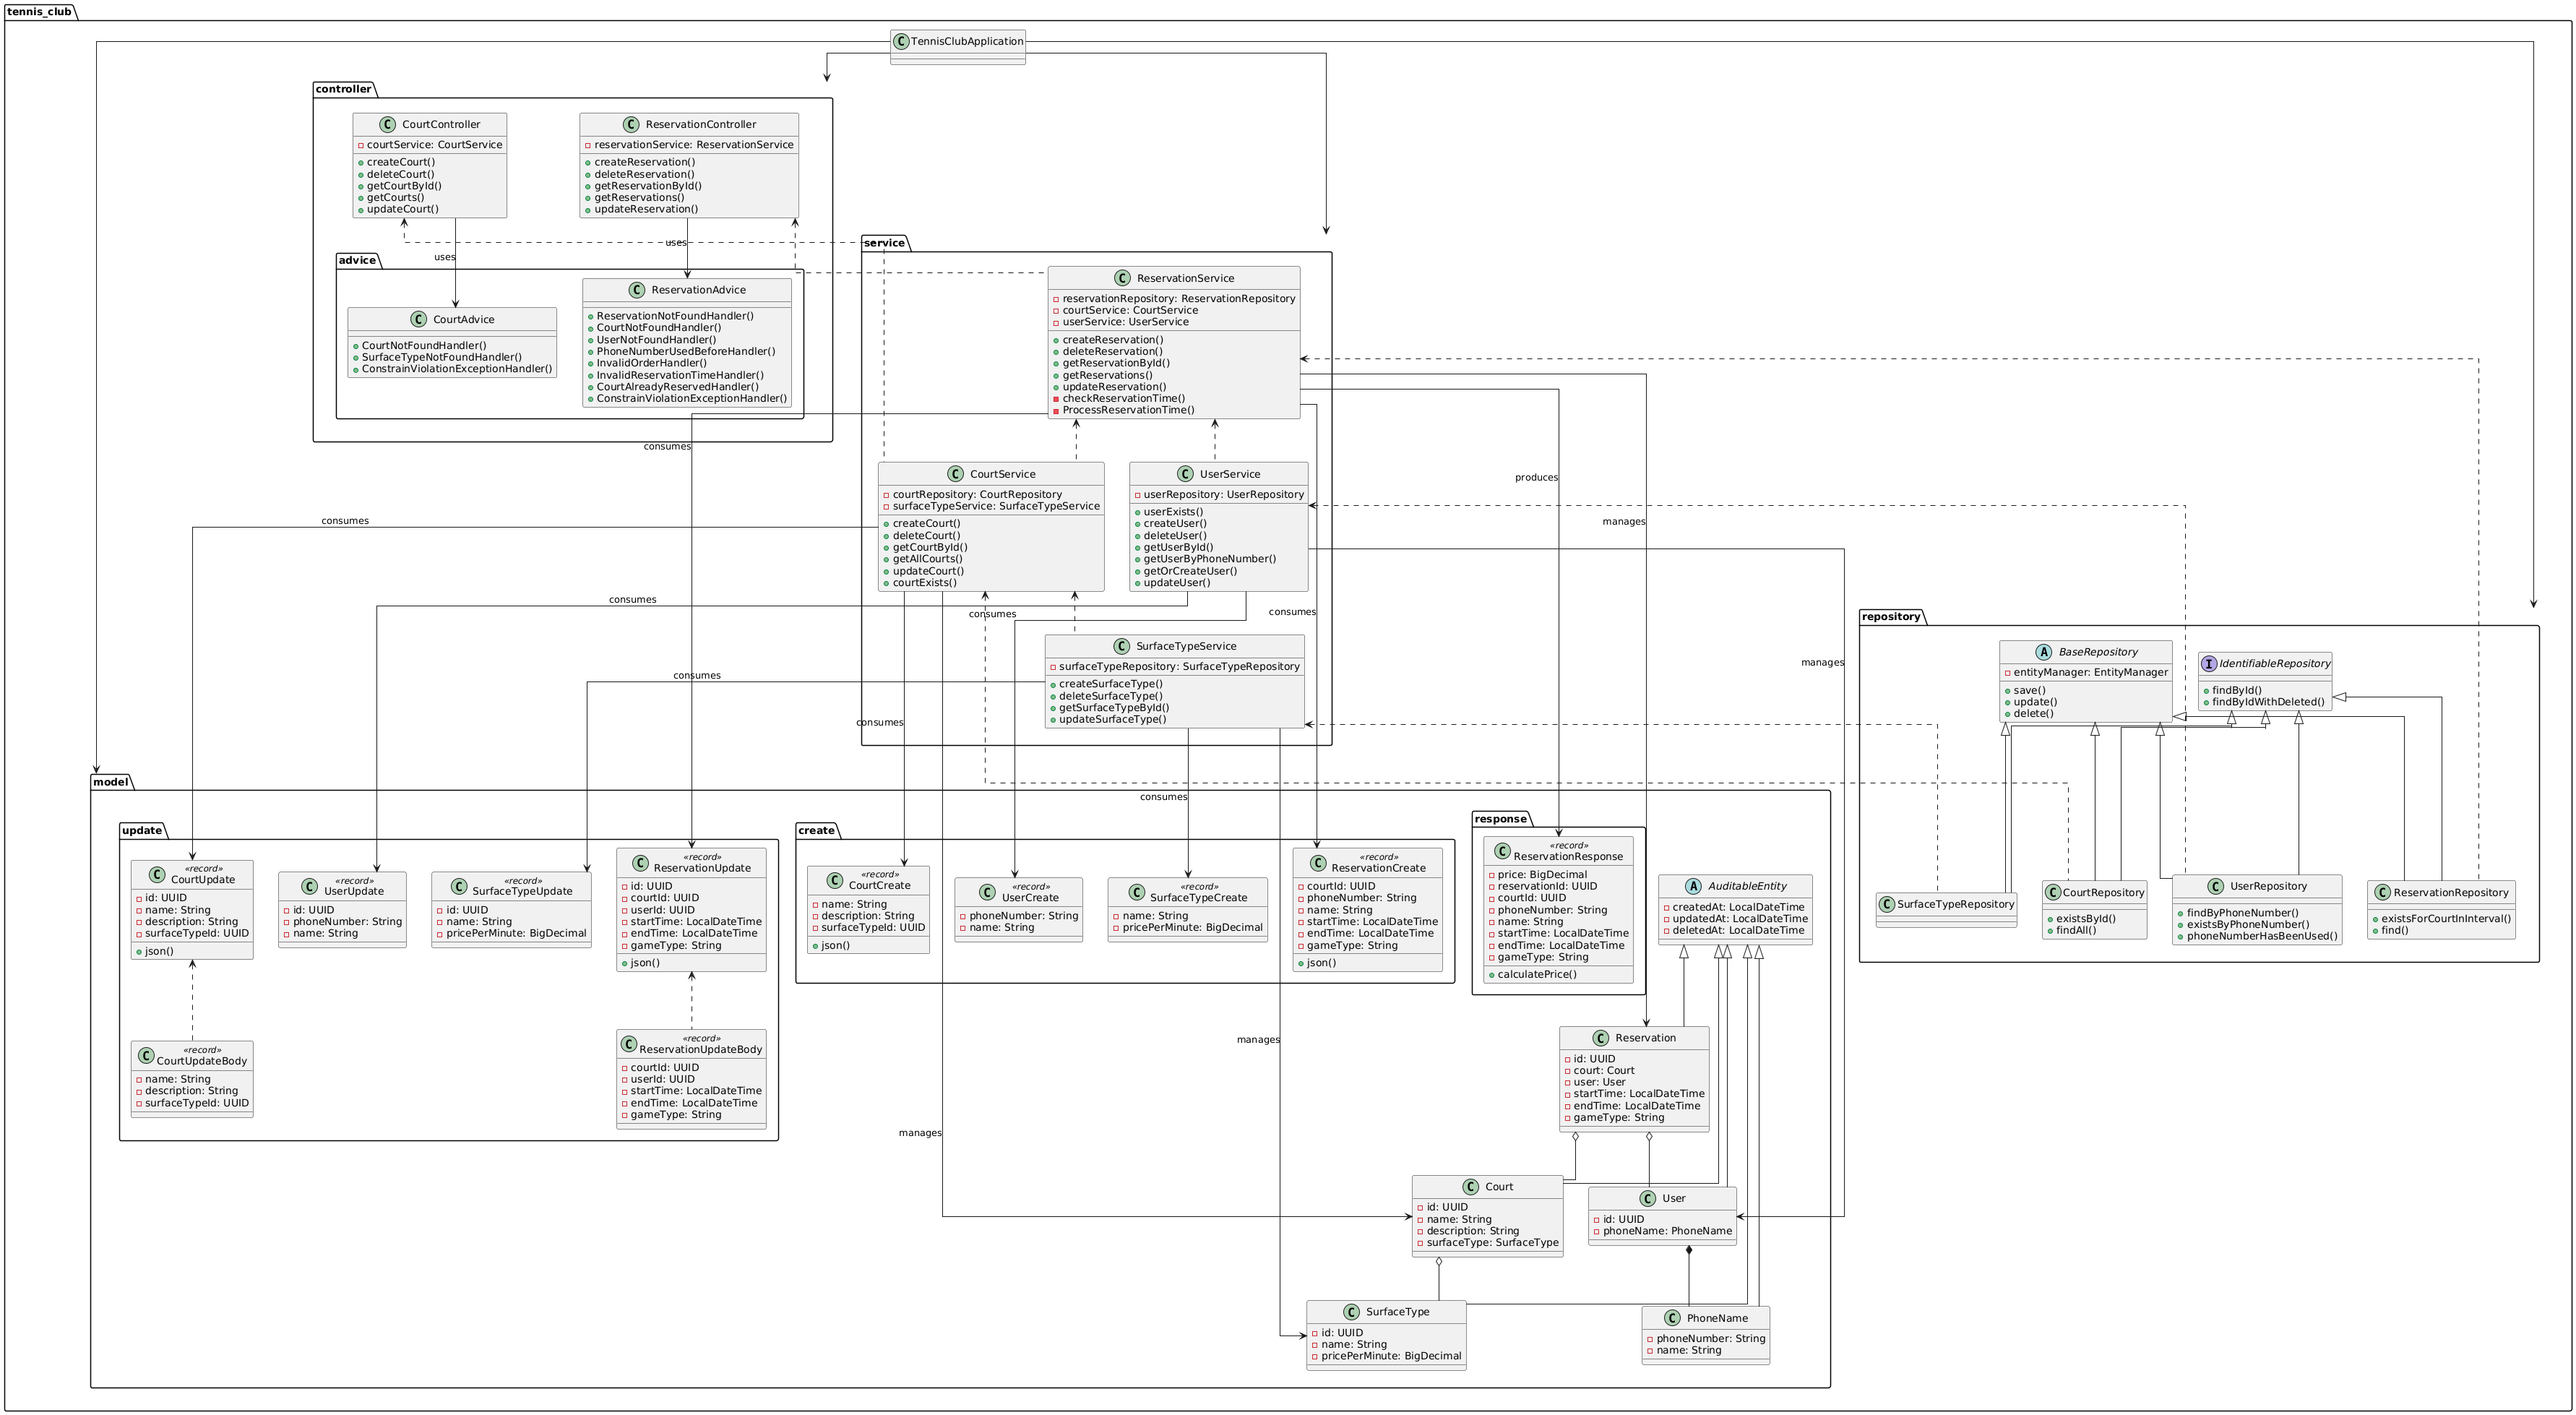 tennis_club
TennisClubApplication
controller
CourtController
courtService: CourtService
createCourt()
deleteCourt()
getCourtById()
getCourts()
updateCourt()
ReservationController
reservationService: ReservationService
createReservation()
deleteReservation()
getReservationById()
getReservations()
updateReservation()
uses
uses
advice
CourtAdvice
CourtNotFoundHandler()
SurfaceTypeNotFoundHandler()
ConstrainViolationExceptionHandler()
ReservationAdvice
ReservationNotFoundHandler()
CourtNotFoundHandler()
UserNotFoundHandler()
PhoneNumberUsedBeforeHandler()
InvalidOrderHandler()
InvalidReservationTimeHandler()
CourtAlreadyReservedHandler()
ConstrainViolationExceptionHandler()
service
ReservationService
reservationRepository: ReservationRepository
courtService: CourtService
userService: UserService
createReservation()
deleteReservation()
getReservationById()
getReservations()
updateReservation()
checkReservationTime()
ProcessReservationTime()
consumes
produces
manages
consumes
CourtService
courtRepository: CourtRepository
surfaceTypeService: SurfaceTypeService
createCourt()
deleteCourt()
getCourtById()
getAllCourts()
updateCourt()
courtExists()
UserService
userRepository: UserRepository
userExists()
createUser()
deleteUser()
getUserById()
getUserByPhoneNumber()
getOrCreateUser()
updateUser()
consumes
consumes
consumes
manages
SurfaceTypeService
surfaceTypeRepository: SurfaceTypeRepository
createSurfaceType()
deleteSurfaceType()
getSurfaceTypeById()
updateSurfaceType()
consumes
consumes
consumes
repository
BaseRepository
entityManager: EntityManager
save()
update()
delete()
IdentifiableRepository
findById()
findByIdWithDeleted()
SurfaceTypeRepository
CourtRepository
existsById()
findAll()
UserRepository
findByPhoneNumber()
existsByPhoneNumber()
phoneNumberHasBeenUsed()
ReservationRepository
existsForCourtInInterval()
find()
model
update
«record»
CourtUpdate
id: UUID
name: String
description: String
surfaceTypeId: UUID
json()
«record»
UserUpdate
id: UUID
phoneNumber: String
name: String
«record»
SurfaceTypeUpdate
id: UUID
name: String
pricePerMinute: BigDecimal
«record»
ReservationUpdate
id: UUID
courtId: UUID
userId: UUID
startTime: LocalDateTime
endTime: LocalDateTime
gameType: String
json()
«record»
CourtUpdateBody
name: String
description: String
surfaceTypeId: UUID
«record»
ReservationUpdateBody
courtId: UUID
userId: UUID
startTime: LocalDateTime
endTime: LocalDateTime
gameType: String
create
«record»
CourtCreate
name: String
description: String
surfaceTypeId: UUID
json()
«record»
UserCreate
phoneNumber: String
name: String
«record»
SurfaceTypeCreate
name: String
pricePerMinute: BigDecimal
«record»
ReservationCreate
courtId: UUID
phoneNumber: String
name: String
startTime: LocalDateTime
endTime: LocalDateTime
gameType: String
json()
response
«record»
ReservationResponse
price: BigDecimal
reservationId: UUID
courtId: UUID
phoneNumber: String
name: String
startTime: LocalDateTime
endTime: LocalDateTime
gameType: String
calculatePrice()
AuditableEntity
createdAt: LocalDateTime
updatedAt: LocalDateTime
deletedAt: LocalDateTime
manages
manages
Reservation
id: UUID
court: Court
user: User
startTime: LocalDateTime
endTime: LocalDateTime
gameType: String
Court
id: UUID
name: String
description: String
surfaceType: SurfaceType
User
id: UUID
phoneName: PhoneName
SurfaceType
id: UUID
name: String
pricePerMinute: BigDecimal
PhoneName
phoneNumber: String
name: String